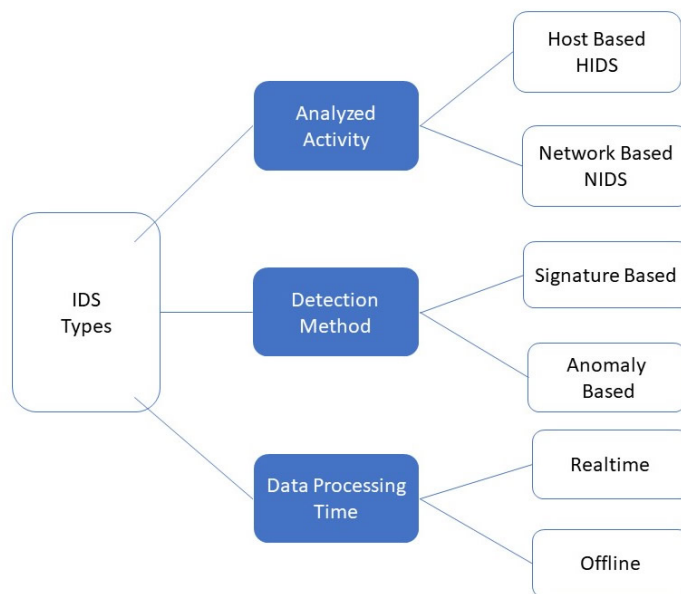 IDS
Types
Analyzed
Activity
Host Based
HIDS
Network Based
NIDS
Detection
Method
Signature Based
Anomaly
Based
Data Processing
Time
Realtime
Offline